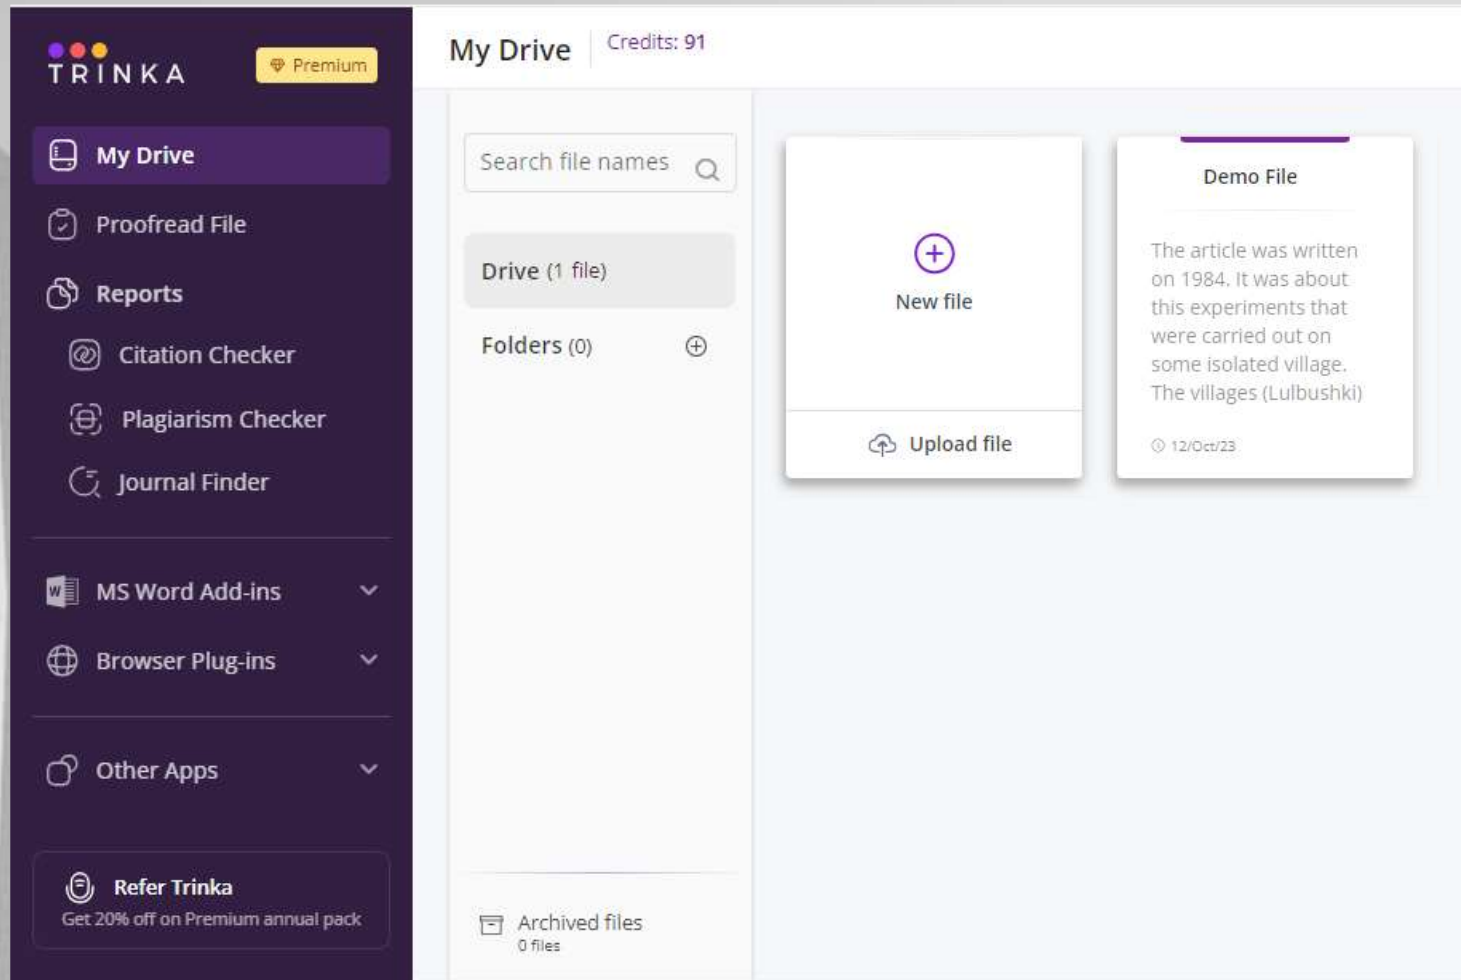 TRINKA
Premium
My Drive
Proofread File
Reports
Citation Checker
Plagiarism Checker
Journal Finder
MS Word Add-ins
Browser Plug-ins
Other Apps
Refer Trinka
Get 20% off on Premium annual pack
My Drive
Credits: 91
Search file names
Drive (1 file)
Folders (0)
Archived files
0 files
New file
Upload file
Demo File
The article was written
on 1984. It was about
this experiments that
were carried out on
some isolated village.
The villages (Lulbushki)
12/Oct/23